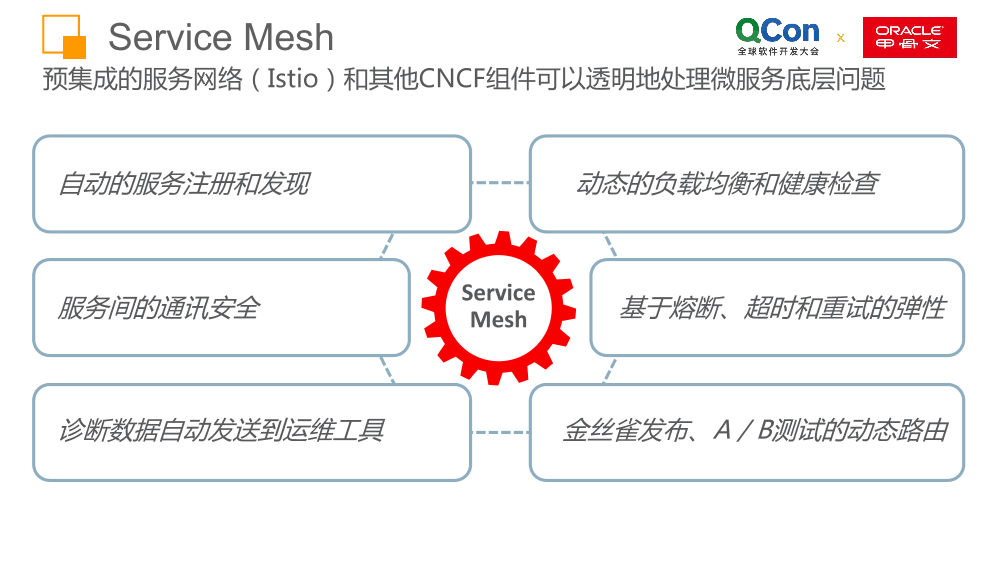 Service Mesh
QCon
全球软件开发大会
x
ORACLE
甲骨文
预集成的服务网络（Istio）和其他CNCF组件可以透明地处理微服务底层问题
自动的服务注册和发现
动态的负载均衡和健康检查
服务间的通讯安全
Service
Mesh
基于熔断、超时和重试的弹性
诊断数据自动发送到运维工具
金丝雀发布、A / B测试的动态路由